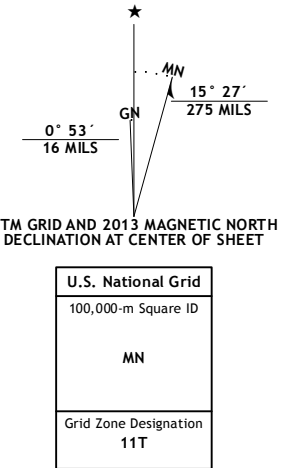 ★
MN
15° 27´
275 MILS
GN
0° 53´
16 MILS
TM GRID AND 2013 MAGNETIC NORTH
DECLINATION AT CENTER OF SHEET
U.S. National Grid
100,000-m Square ID
MN
Grid Zone Designation
11T